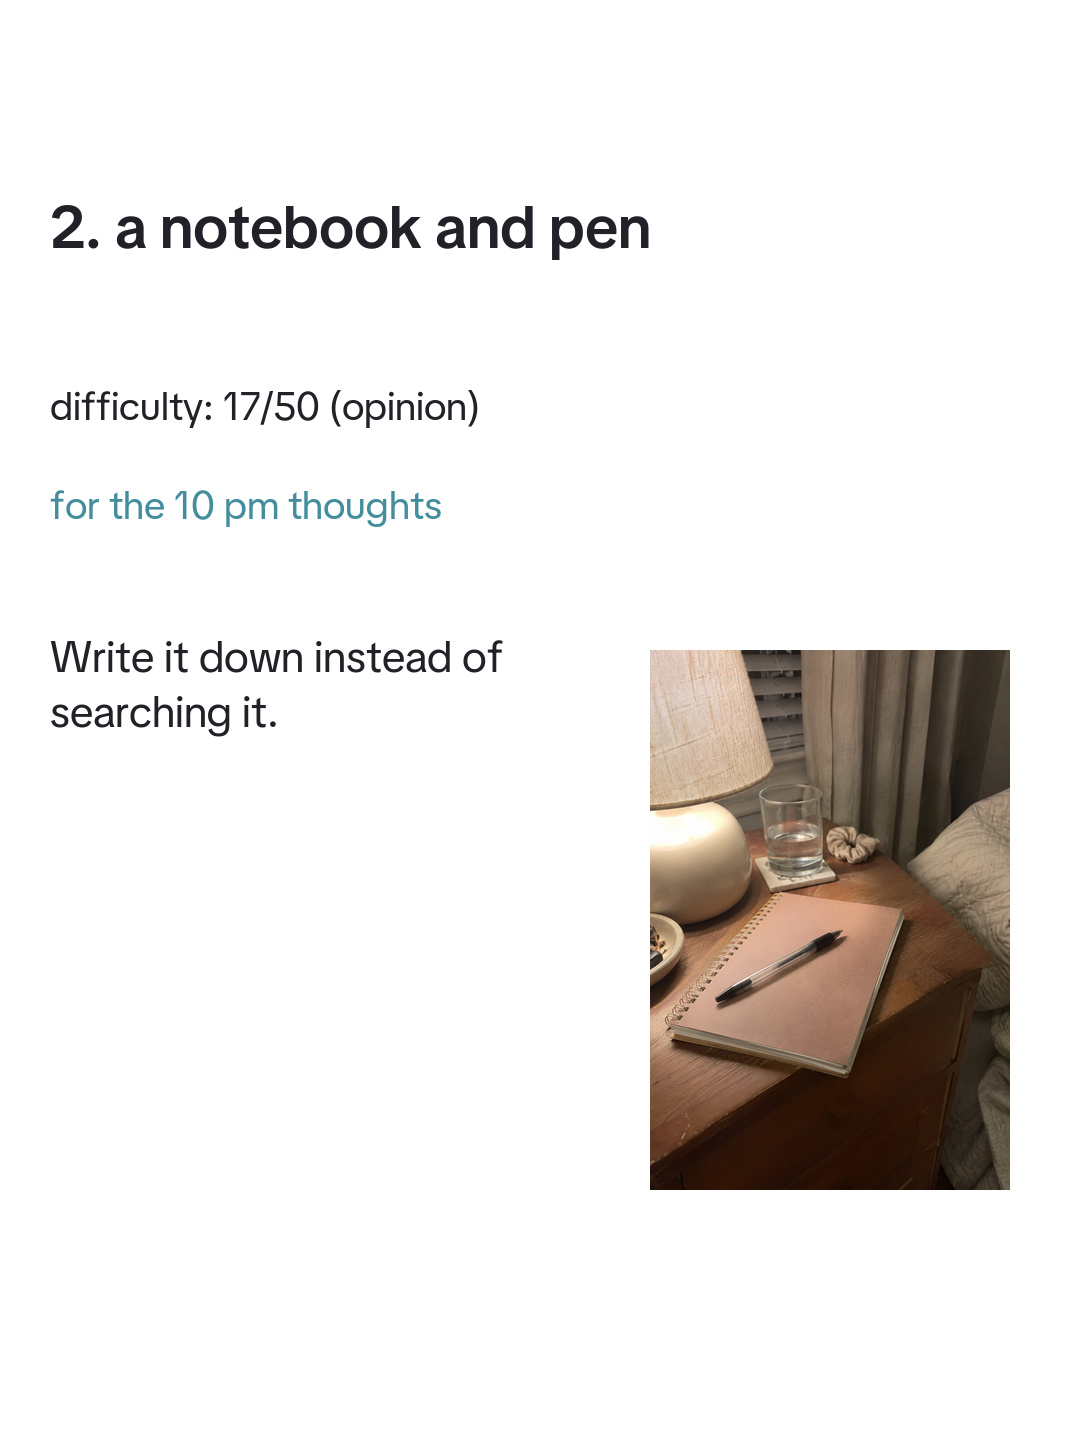 2. a notebook and pen
difficulty: 17/50 (opinion)
for the 10 pm thoughts
Write it down instead of
searching it.